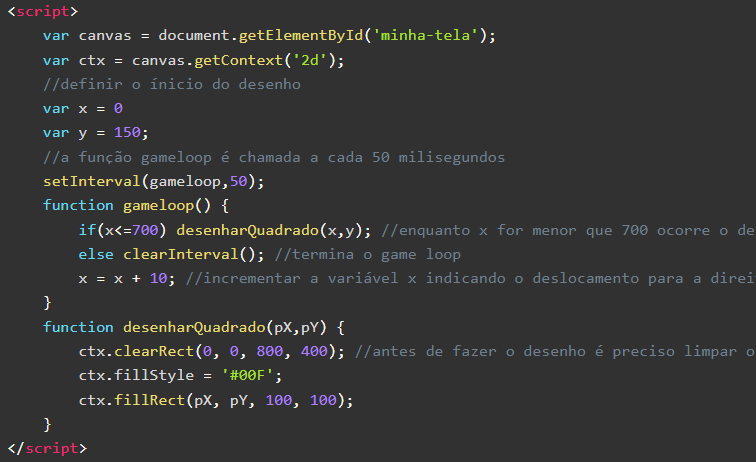 <script>
var canvas = document.getElementById('minha-tela');
var ctx = canvas.getContext('2d');
//definir o ínicio do desenho
var x = 0
var y = 150;
//a função gameloop é chamada a cada 50 milisegundos
setInterval(gameloop,50);
function gameloop() {
if(x<=700) desenharQuadrado(x,y); //enquanto x for menor que 700 ocorre o de
else clearInterval(); //termina o game loop
x = x + 10; //incrementar a variável x indicando o deslocamento para a direi
}
function desenharQuadrado(pX,pY) {
ctx.clearRect(0, 0, 800, 400); //antes de fazer o desenho é preciso limpar o
ctx.fillStyle = '#00F';
ctx.fillRect(pX, pY, 100, 100);
}
</script>